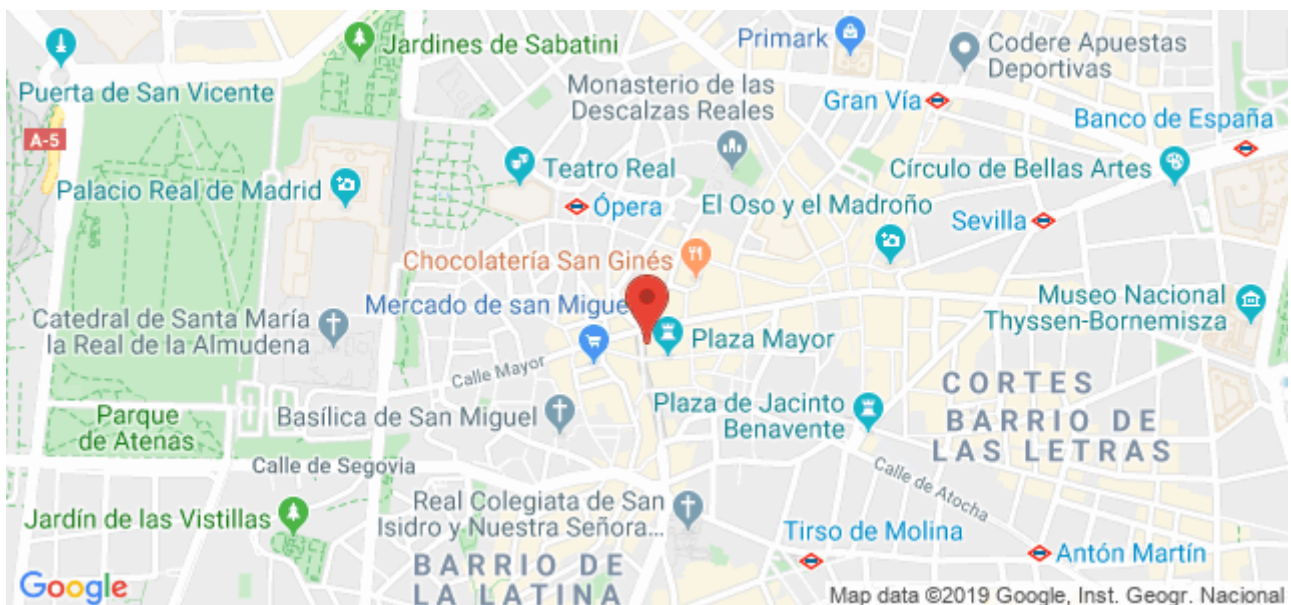 Jardines de Sabatini
Primark
Codere Apuestas
Deportivas
Puerta de San Vicente
Monasterio de las
Descalzas Reales
Gran Vía
Banco de España
A-5
Teatro Real
Círculo de Bellas Artes
Palacio Real de Madrid
Ópera
El Oso y el Madroño
Sevilla
Chocolatería San Ginés
Mercado de san Migue
Museo Nacional
Thyssen-Bornemisza
Catedral de Santa María
la Real de la Almudena
Plaza Mayor
Calle Mayor
CORTES
Parque
de Atenas
Basílica de San Miguel
Plaza de Jacinto
Benavente
BARRIO DE
LAS LETRAS
Calle de Segovia
Calle de Atocha
Jardín de las Vistillas
Real Colegiata de San
Isidro y Nuestra Señora...
Tirso de Molina
Antón Martín
BARRIO DE
LA LATINA
Google
Map data ©2019 Google, Inst. Geogr. Nacional